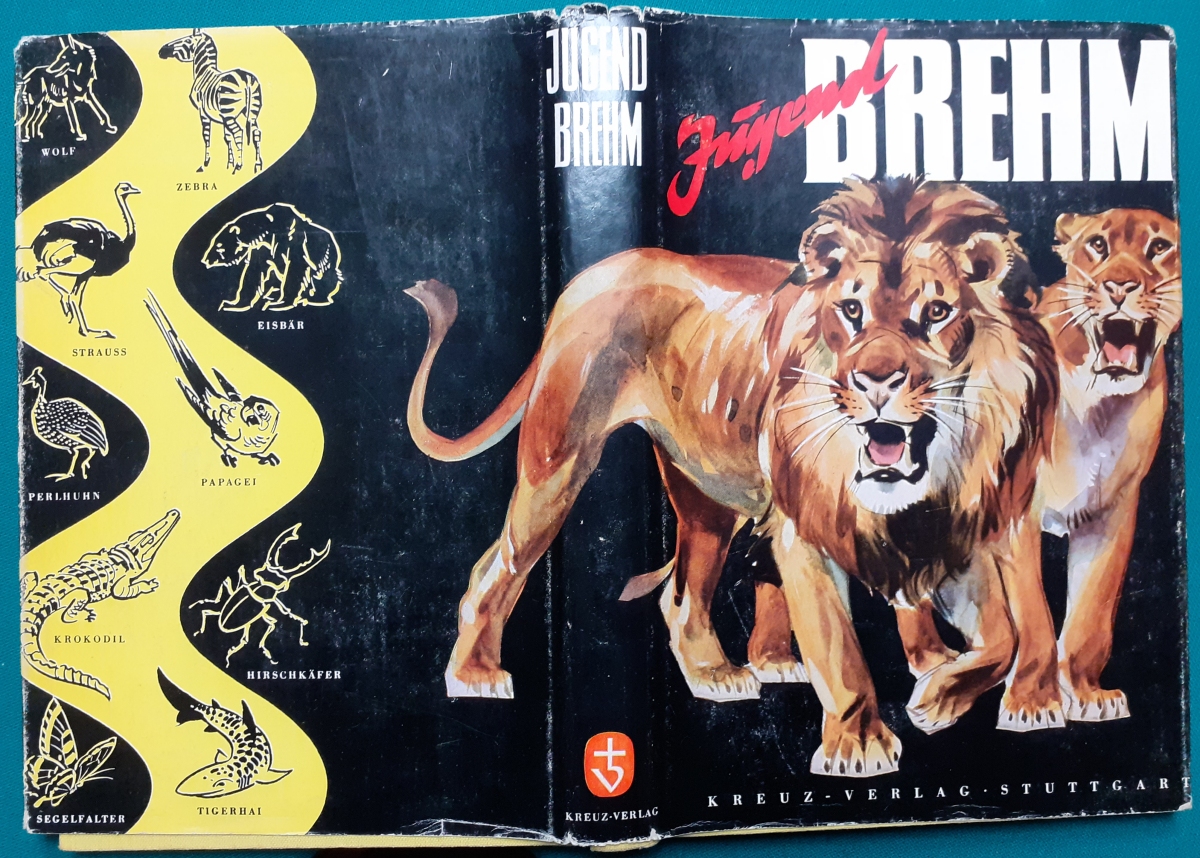 WOLF
ZEBRA
STRAUSS
EISBÄR
PERLHUHN
PAPAGEI
KROKODIL
HIRSCHKÄFER
SEGELFALTER
TIGERHAI
JUGEND
BREHM
KREUZ-VERLAG
Jugend
BREHM
KREUZ-VERLAG · STUTTGART